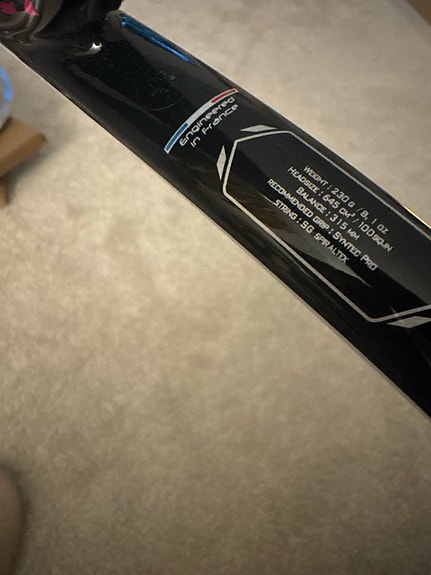 Engineered
in France
WEIGHT : 230 G / 8,1 OZ
HEADSIZE : 645 CM² / 100 SQ.IN
BALANCE : 315 MM
RECOMMENDED GRIP : SYNTEC PRO
STRING : SG SPIRALTEK